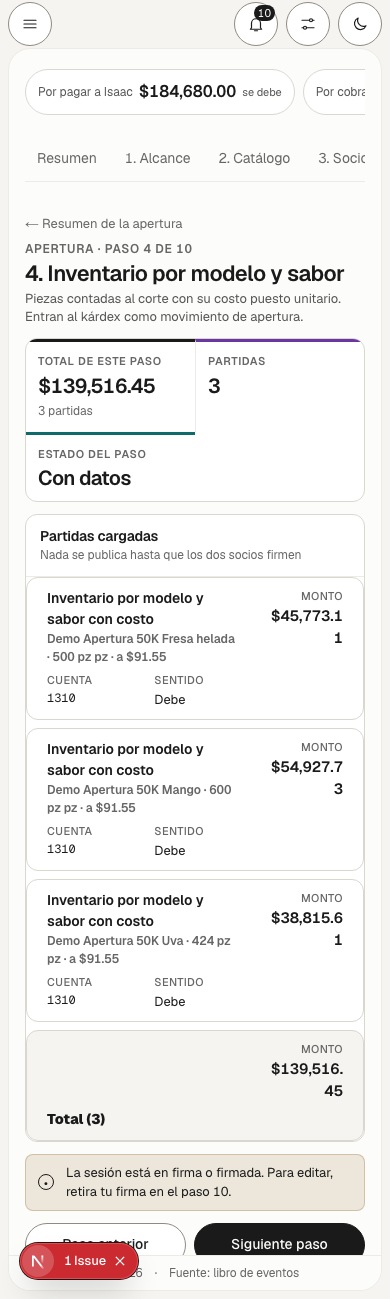 10
Por pagar a Isaac $184,680.00 se debe
Por cobra
Resumen 1. Alcance 2. Catálogo 3. Socio
← Resumen de la apertura
APERTURA · PASO 4 DE 10
4. Inventario por modelo y sabor
Piezas contadas al corte con su costo puesto unitario.
Entran al kárdex como movimiento de apertura.
TOTAL DE ESTE PASO
$139,516.45
3 partidas
PARTIDAS
3
ESTADO DEL PASO
Con datos
Partidas cargadas
Nada se publica hasta que los dos socios firmen
Inventario por modelo y
sabor con costo
Demo Apertura 50K Fresa helada
· 500 pz pz · a $91.55
MONTO
$45,773.1
1
CUENTA
1310
SENTIDO
Debe
Inventario por modelo y
sabor con costo
Demo Apertura 50K Mango · 600
pz pz · a $91.55
MONTO
$54,927.7
3
CUENTA
1310
SENTIDO
Debe
Inventario por modelo y
sabor con costo
Demo Apertura 50K Uva · 424 pz
pz · a $91.55
MONTO
$38,815.6
1
CUENTA
1310
SENTIDO
Debe
MONTO
$139,516.
45
Total (3)
La sesión está en firma o firmada. Para editar,
retira tu firma en el paso 10.
Paso anterior
Siguiente paso
N 1 Issue
26 · Fuente: libro de eventos